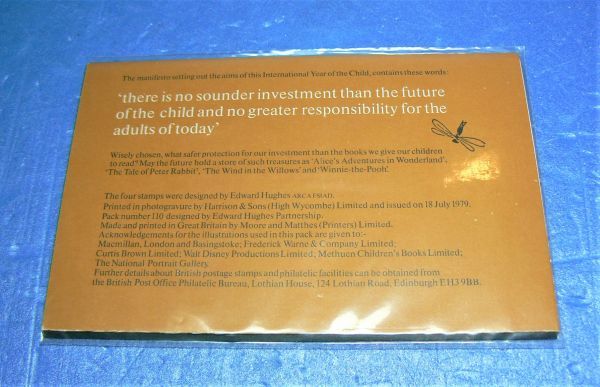 The manifesto setting out the aims of this International Year of the Child, contains these words:
‘there is no sounder investment than the future
of the child and no greater responsibility for the
adults of today’
Wisely chosen, what safer protection for our investment than the books we give our children
to read? May the future hold a store of such treasures as ‘Alice's Adventures in Wonderland’,
‘The Tale of Peter Rabbit’, ‘The Wind in the Willows’ and ‘Winnie-the-Pooh’.
The four stamps were designed by Edward Hughes ARCA FSIAD.
Printed in photogravure by Harrison & Sons (High Wycombe) Limited and issued on 18 July 1979.
Pack number 110 designed by Edward Hughes Partnership.
Made and printed in Great Britain by Moore and Matthes (Printers) Limited.
Acknowledgements for the illustrations used in this pack are given to:-
Macmillan, London and Basingstoke; Frederick Warne & Company Limited;
Curtis Brown Limited; Walt Disney Productions Limited; Methuen Children's Books Limited;
The National Portrait Gallery.
Further details about British postage stamps and philatelic facilities can be obtained from
the British Post Office Philatelic Bureau, Lothian House, 124 Lothian Road, Edinburgh EH3 9BB.